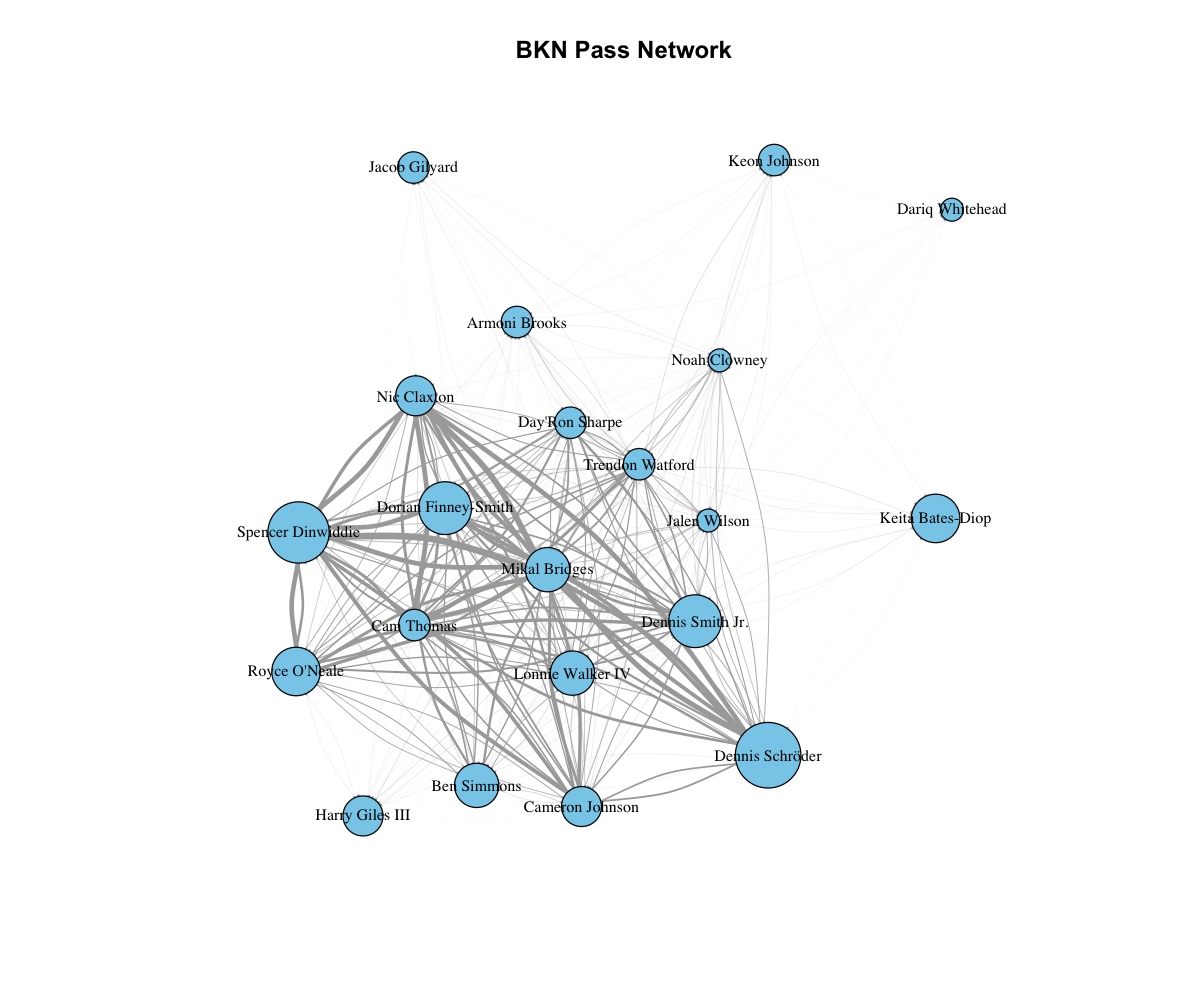 BKN Pass Network
Jacob Gilyard
Keon Johnson
Dariq Whitehead
Armoni Brooks
Noah Clowney
Nic Claxton
Day'Ron Sharpe
Trendon Watford
Dorian Finney-Smith
Jalen Wilson
Keita Bates-Diop
Spencer Dinwiddie
Mikal Bridges
Cam Thomas
Dennis Smith Jr.
Royce O'Neale
Lonnie Walker IV
Dennis Schröder
Ben Simmons
Cameron Johnson
Harry Giles III